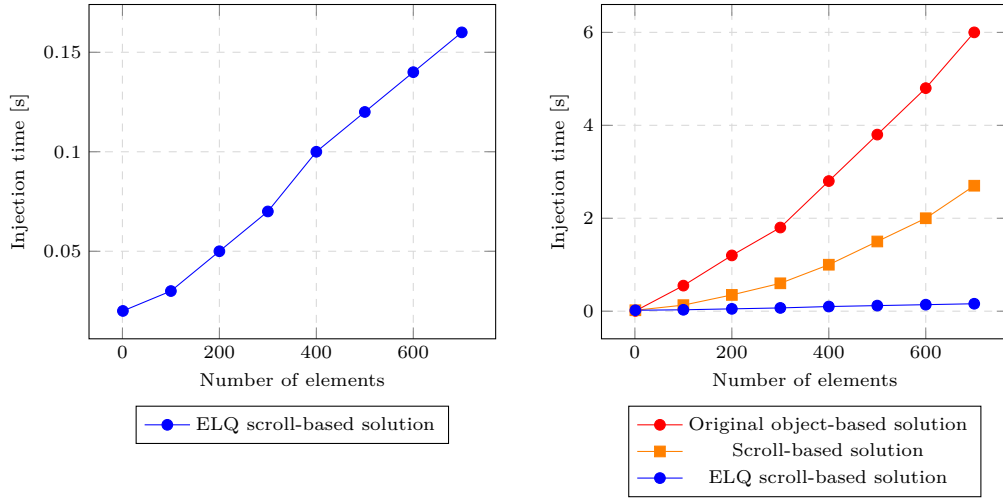 0.15
0.1
0.05
Injection time [s]
0
200
400
600
Number of elements
ELQ scroll-based solution
6
4
2
0
Injection time [s]
0
200
400
600
Number of elements
Original object-based solution
Scroll-based solution
ELQ scroll-based solution